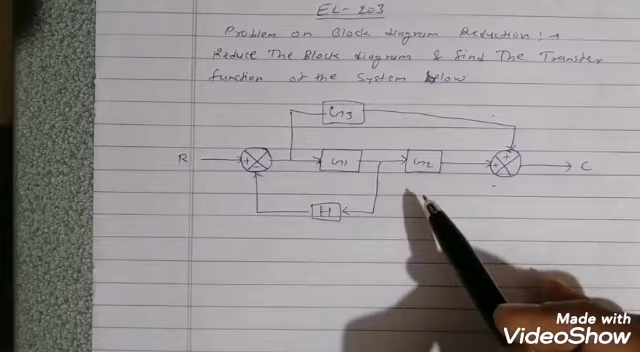 EL-203
Problem on Block diagram Reduction:→
Reduce The Block diagram & find The Transfer
function of the System below
G3
R G1 G2 C
H
Made with
VideoShow